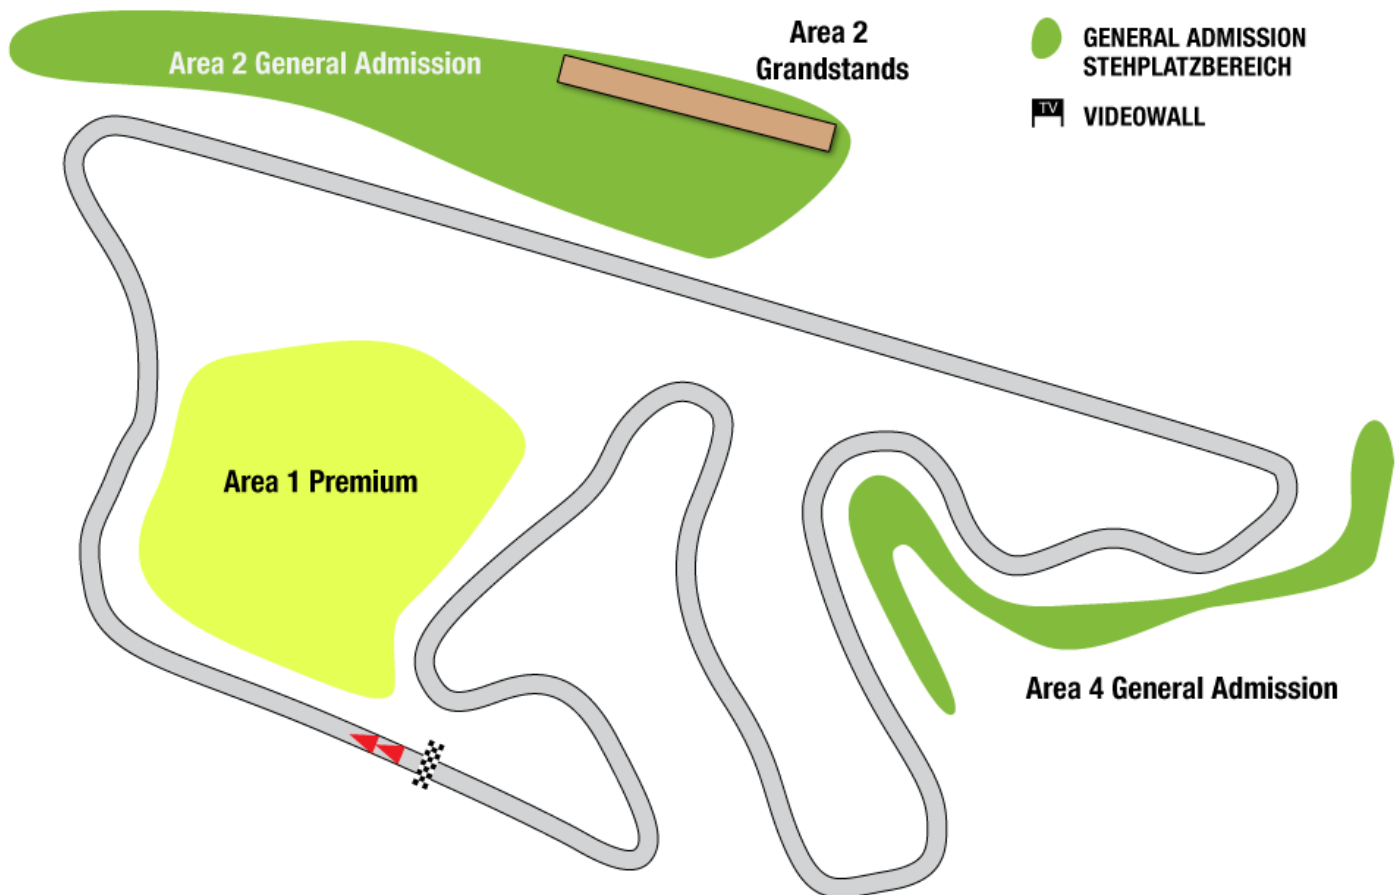 Area 2 General Admission
Area 2
Grandstands
GENERAL ADMISSION
STEHPLATZBEREICH
TV
VIDEOWALL
Area 1 Premium
Area 4 General Admission